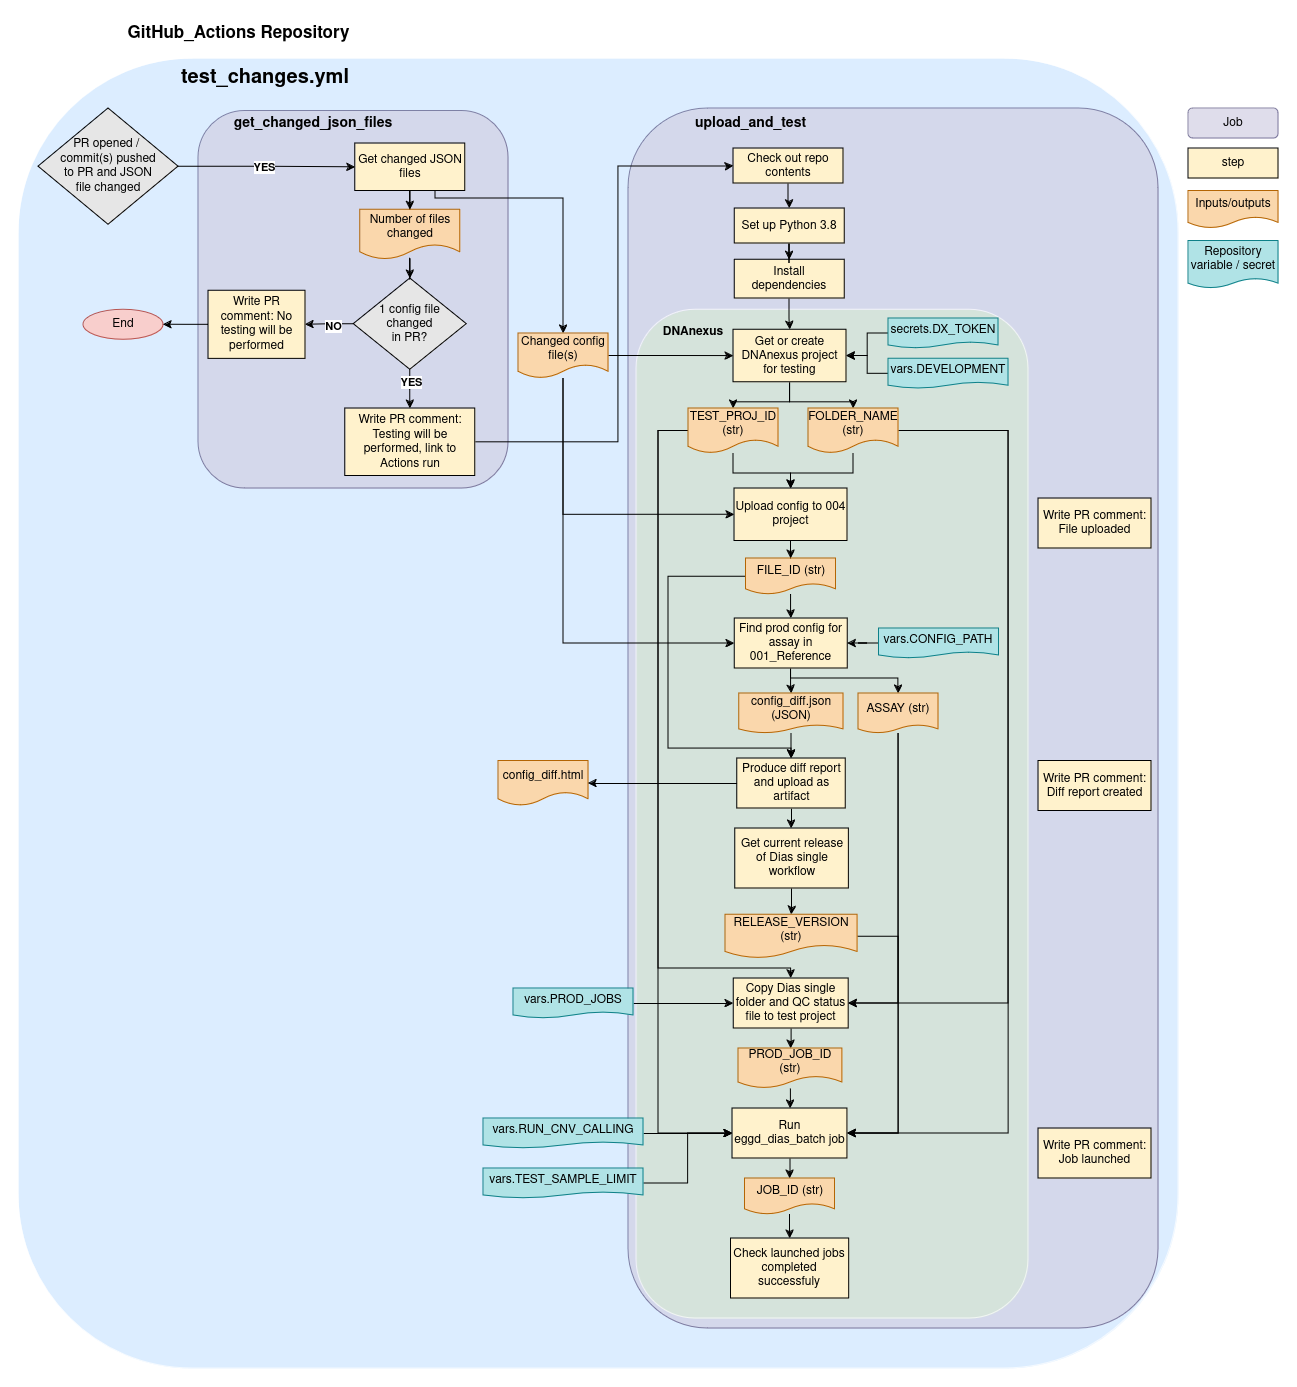 GitHub_Actions Repository
test_changes.yml
get_changed_json_files
upload_and_test
PR opened /
commit(s) pushed
to PR and JSON
file changed
YES
Get changed JSON
files
Number of files
changed
1 config file
changed
in PR?
NO
Write PR
comment: No
testing will be
performed
End
YES
Write PR comment:
Testing will be
performed, link to
Actions run
Changed config
file(s)
Check out repo
contents
Set up Python 3.8
Install
dependencies
DNAnexus
Get or create
DNAnexus project
for testing
secrets.DX_TOKEN
vars.DEVELOPMENT
TEST_PROJ_ID
(str)
FOLDER_NAME
(str)
Upload config to 004
project
Write PR comment:
File uploaded
FILE_ID (str)
Find prod config for
assay in
001_Reference
vars.CONFIG_PATH
config_diff.json
(JSON)
ASSAY (str)
Produce diff report
and upload as
artifact
config_diff.html
Write PR comment:
Diff report created
Get current release
of Dias single
workflow
RELEASE_VERSION
(str)
Copy Dias single
folder and QC status
file to test project
vars.PROD_JOBS
PROD_JOB_ID
(str)
Run
eggd_dias_batch job
vars.RUN_CNV_CALLING
vars.TEST_SAMPLE_LIMIT
Write PR comment:
Job launched
JOB_ID (str)
Check launched jobs
completed
successfuly
Job
step
Inputs/outputs
Repository
variable / secret